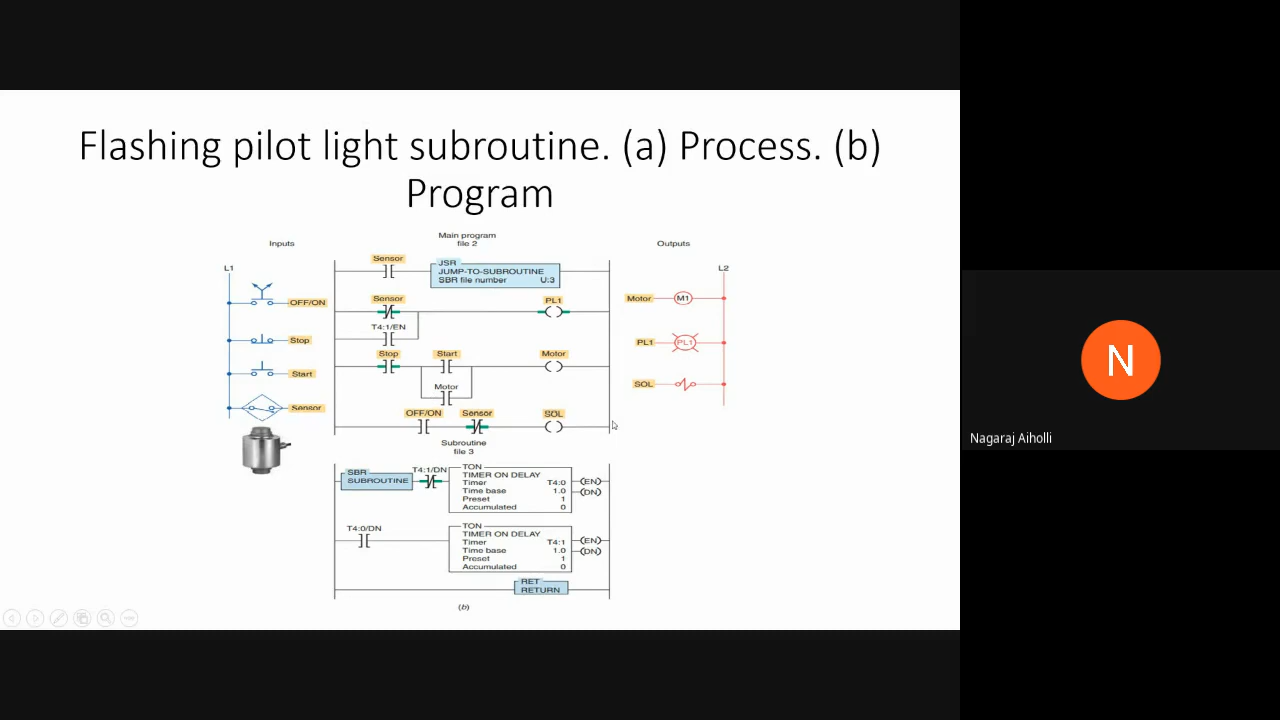 Flashing pilot light subroutine. (a) Process. (b)
Program
Inputs
Main program
file 2
Outputs
L1
L2
Sensor
JSR
JUMP-TO-SUBROUTINE
SBR file number U:3
OFF/ON
Sensor
PL1
Motor
M1
T4:1/EN
Stop
PL1
PL1
Stop
Start
Motor
Start
Motor
SOL
Sensor
OFF/ON
Sensor
SOL
Subroutine
file 3
SBR
SUBROUTINE
T4:1/DN
TON
TIMER ON DELAY
Timer T4:0
Time base 1.0
Preset 1
Accumulated 0
EN
DN
T4:0/DN
TON
TIMER ON DELAY
Timer T4:1
Time base 1.0
Preset 1
Accumulated 0
EN
DN
RET
RETURN
(b)
N
Nagaraj Aiholli